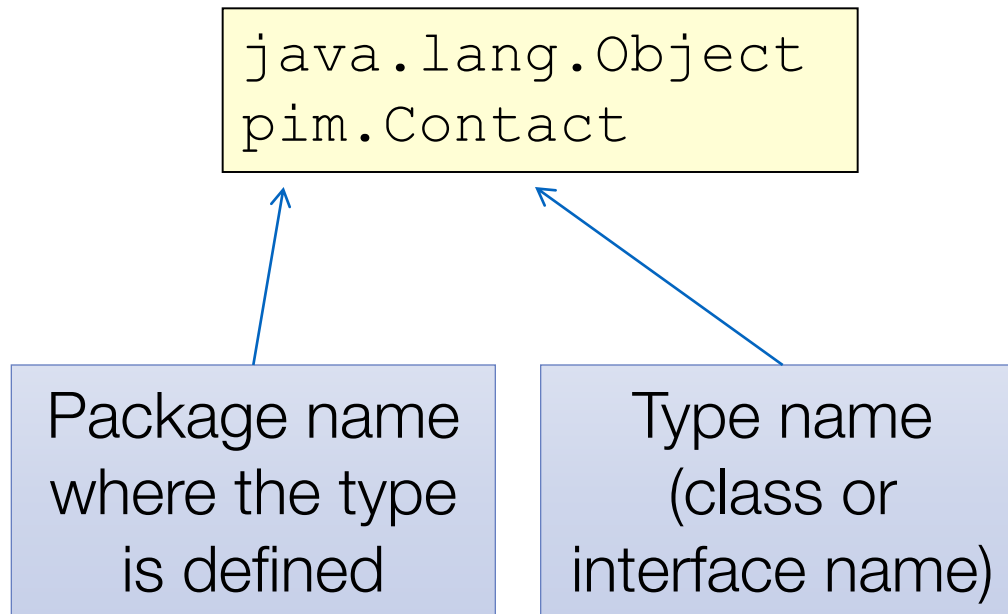 java.lang.Object
pim.Contact
Package name
where the type
is defined
Type name
(class or
interface name)